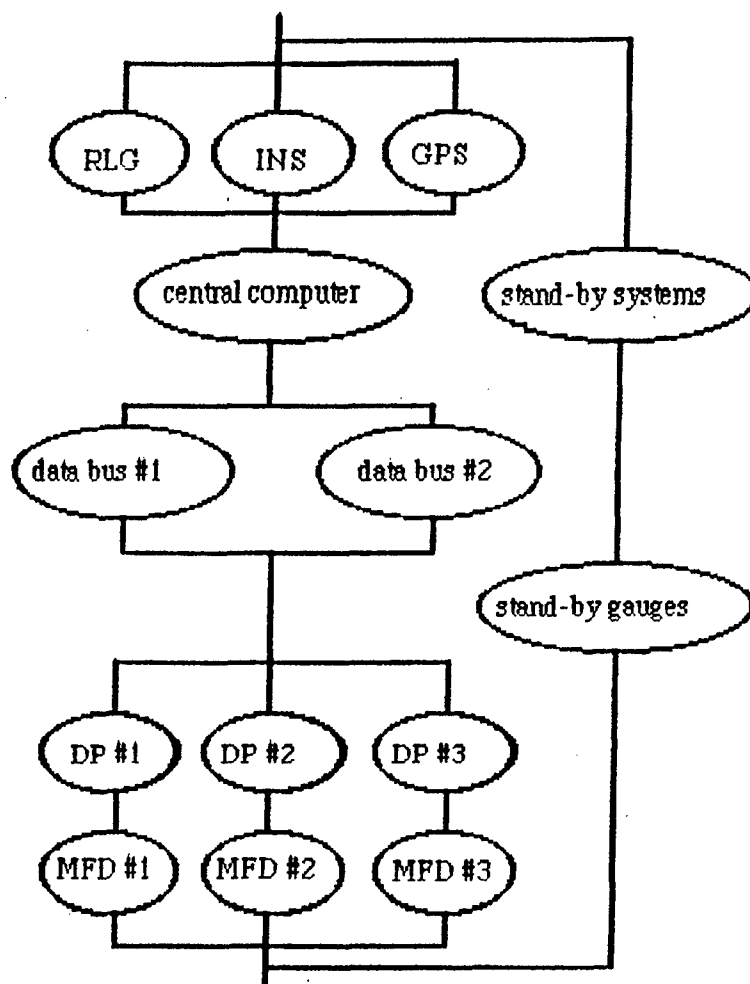 RLG INS GPS
central computer stand-by systems
data bus #1 data bus #2
stand-by gauges
DP #1 DP #2 DP #3
MFD #1 MFD #2 MFD #3